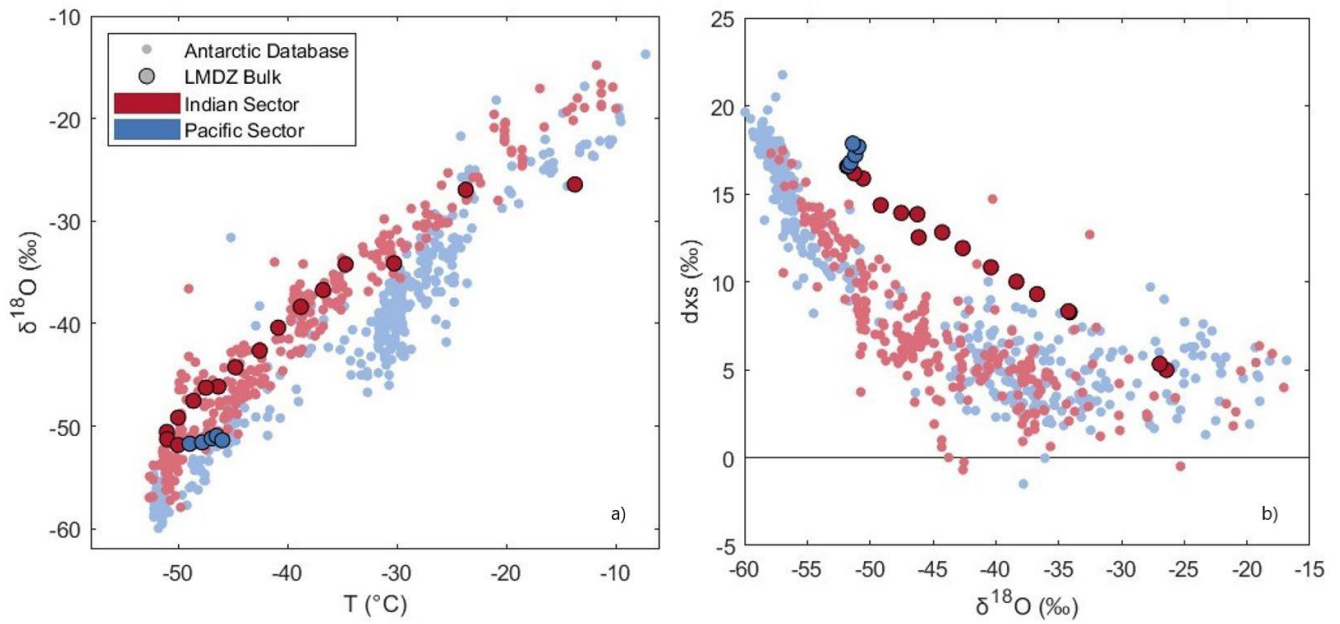 -10
-20
-30
-40
-50
-60
δ18O (‰)
Antarctic Database
LMDZ Bulk
Indian Sector
Pacific Sector
a)
-50 -40 -30 -20 -10
T (°C)
25
20
15
10
5
0
-5
dxs (‰)
b)
-60 -55 -50 -45 -40 -35 -30 -25 -20 -15
δ18O (‰)